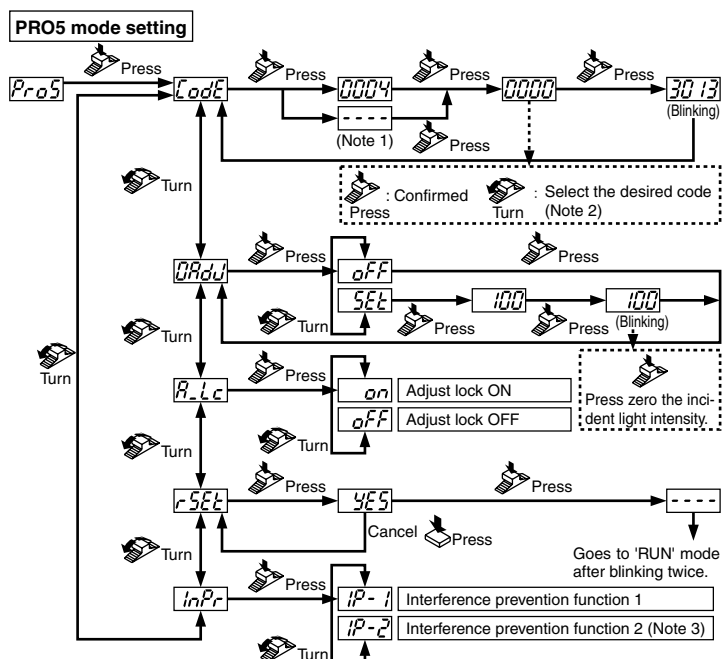 PRO5 mode setting
Press Press Press Press
Pro5 CodE 0004 0000 3013
(Blinking)
- - - -
(Note 1) Press
Turn
: Confirmed : Select the desired code
Press Turn (Note 2)
Press Press
0Adj oFF
SEt 100 100
Turn Press Press (Blinking)
Turn
Turn
Press
A_Lc on Adjust lock ON
oFF Adjust lock OFF
Press zero the inci-
dent light intensity.
Turn Turn
Press Press
rSEt YES - - - -
Cancel Press
Turn
Goes to 'RUN' mode
after blinking twice.
Press
InPr IP-1 Interference prevention function 1
IP-2 Interference prevention function 2 (Note 3)
Turn